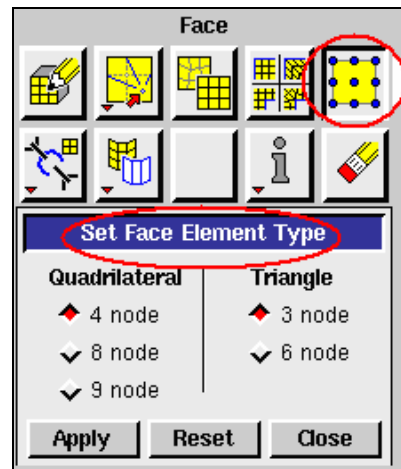 Face
Set Face Element Type
Quadrilateral Triangle
4 node 3 node
8 node 6 node
9 node
Apply Reset Close